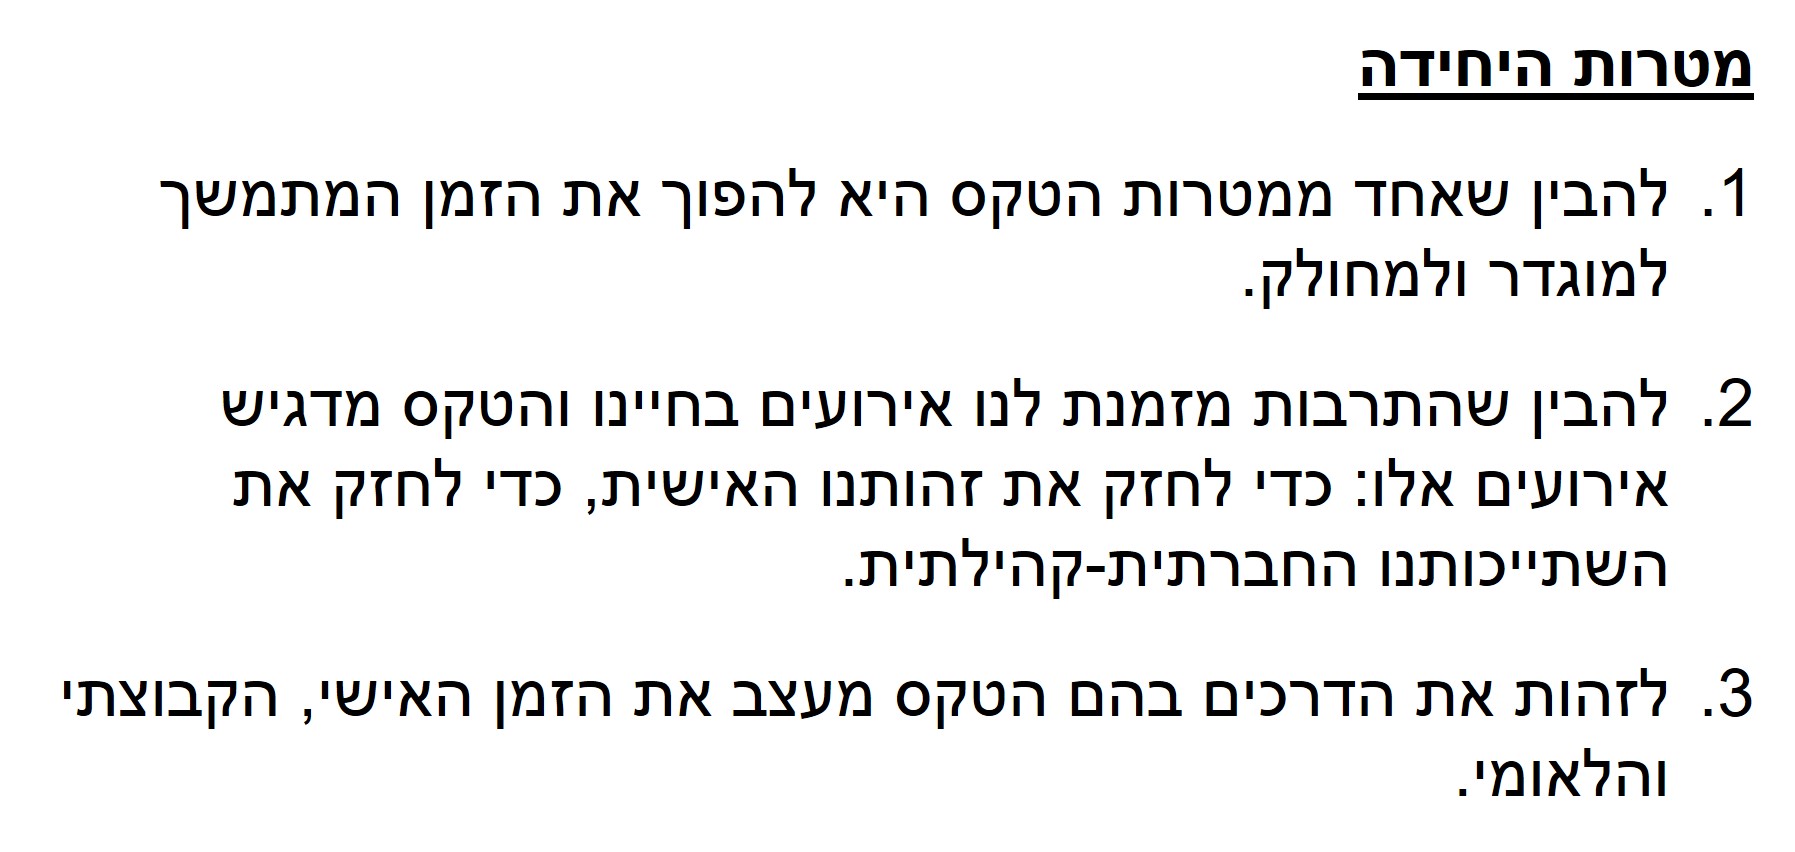 מטרות היחידה
1. להבין שאחד ממטרות הטקס היא להפוך את הזמן המתמשך
למוגדר ולמחולק.
2. להבין שהתרבות מזמנת לנו אירועים בחיינו והטקס מדגיש
אירועים אלו: כדי לחזק את זהותנו האישית, כדי לחזק את
השתייכותנו החברתית-קהילתית.
3. לזהות את הדרכים בהם הטקס מעצב את הזמן האישי, הקבוצתי
והלאומי.